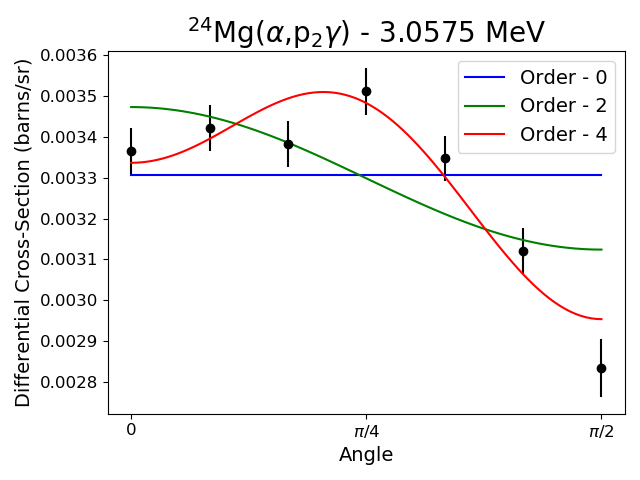 ²⁴Mg(α,p₂γ) - 3.0575 MeV
Differential Cross-Section (barns/sr)
0.0036
0.0035
0.0034
0.0033
0.0032
0.0031
0.0030
0.0029
0.0028
Order - 0
Order - 2
Order - 4
0
π/4
π/2
Angle